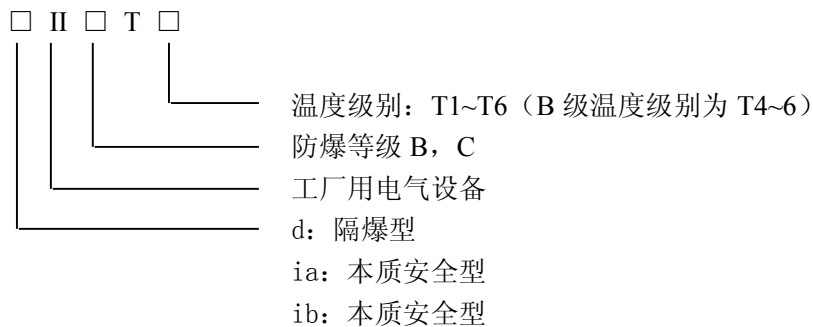 □ II □ T □
温度级别：T1~T6（B 级温度级别为 T4~6）
防爆等级 B，C
工厂用电气设备
d：隔爆型
ia：本质安全型
ib：本质安全型